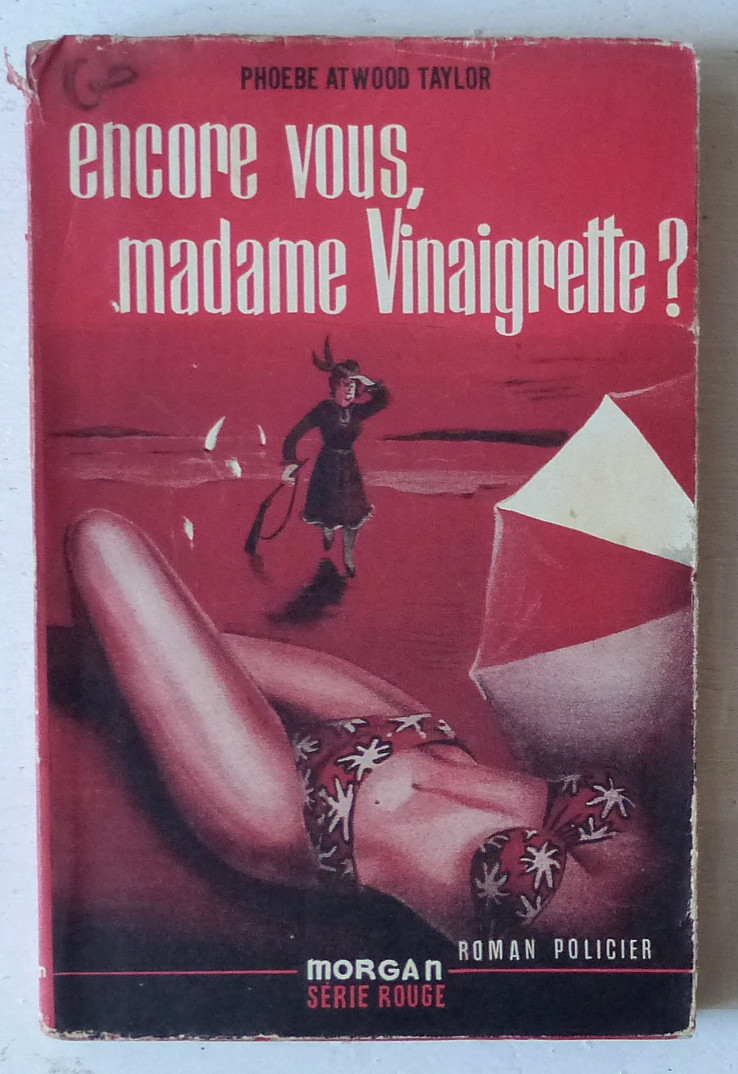 PHOEBE ATWOOD TAYLOR
encore vous,
madame Vinaigrette ?
ROMAN POLICIER
MORGAN
SÉRIE ROUGE